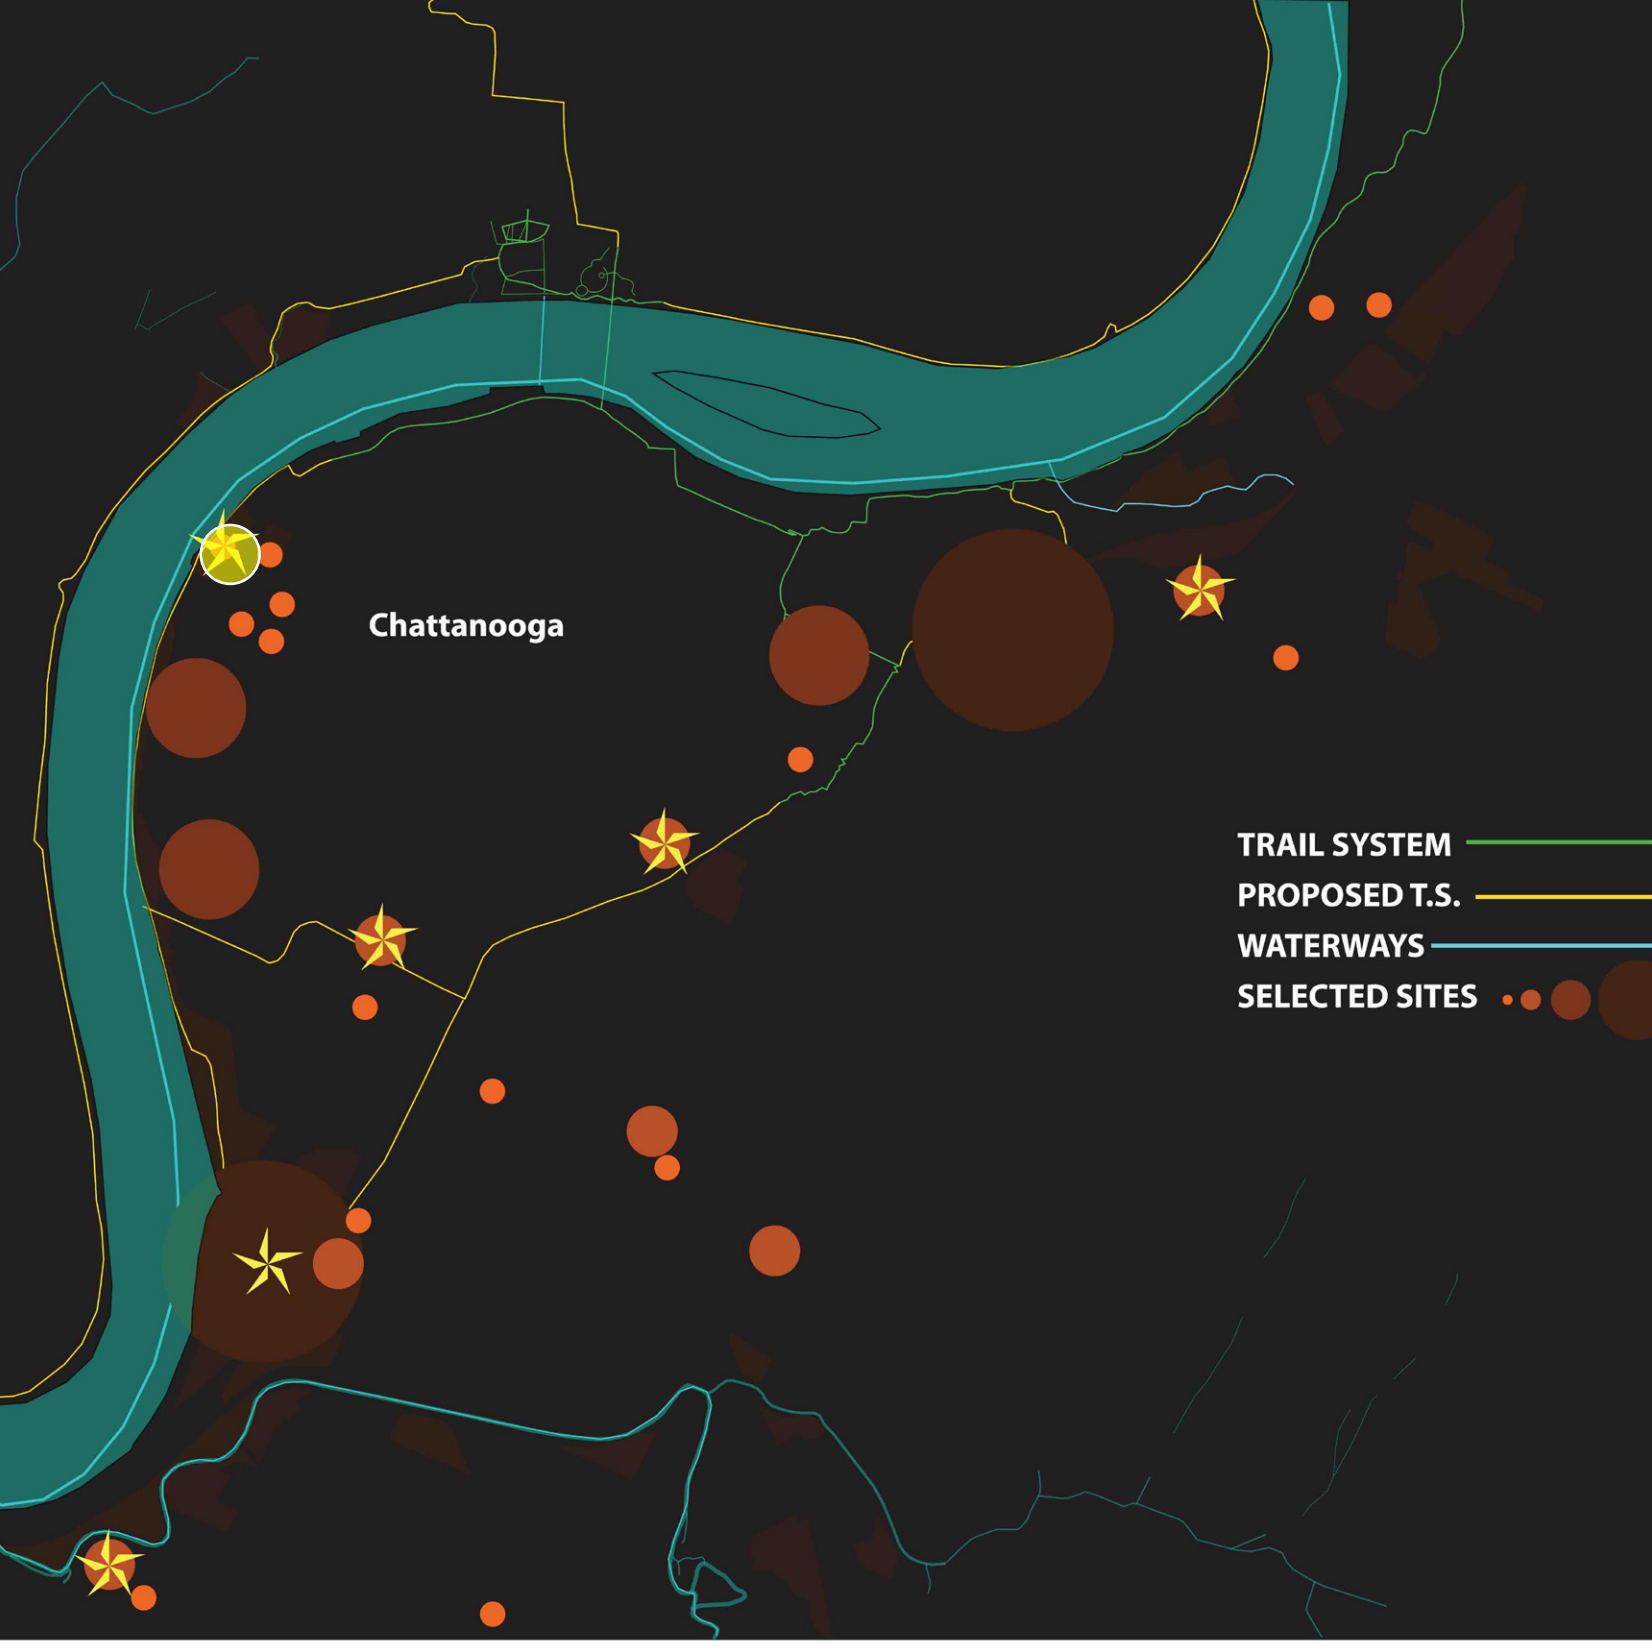 Chattanooga
TRAIL SYSTEM
PROPOSED T.S.
WATERWAYS
SELECTED SITES